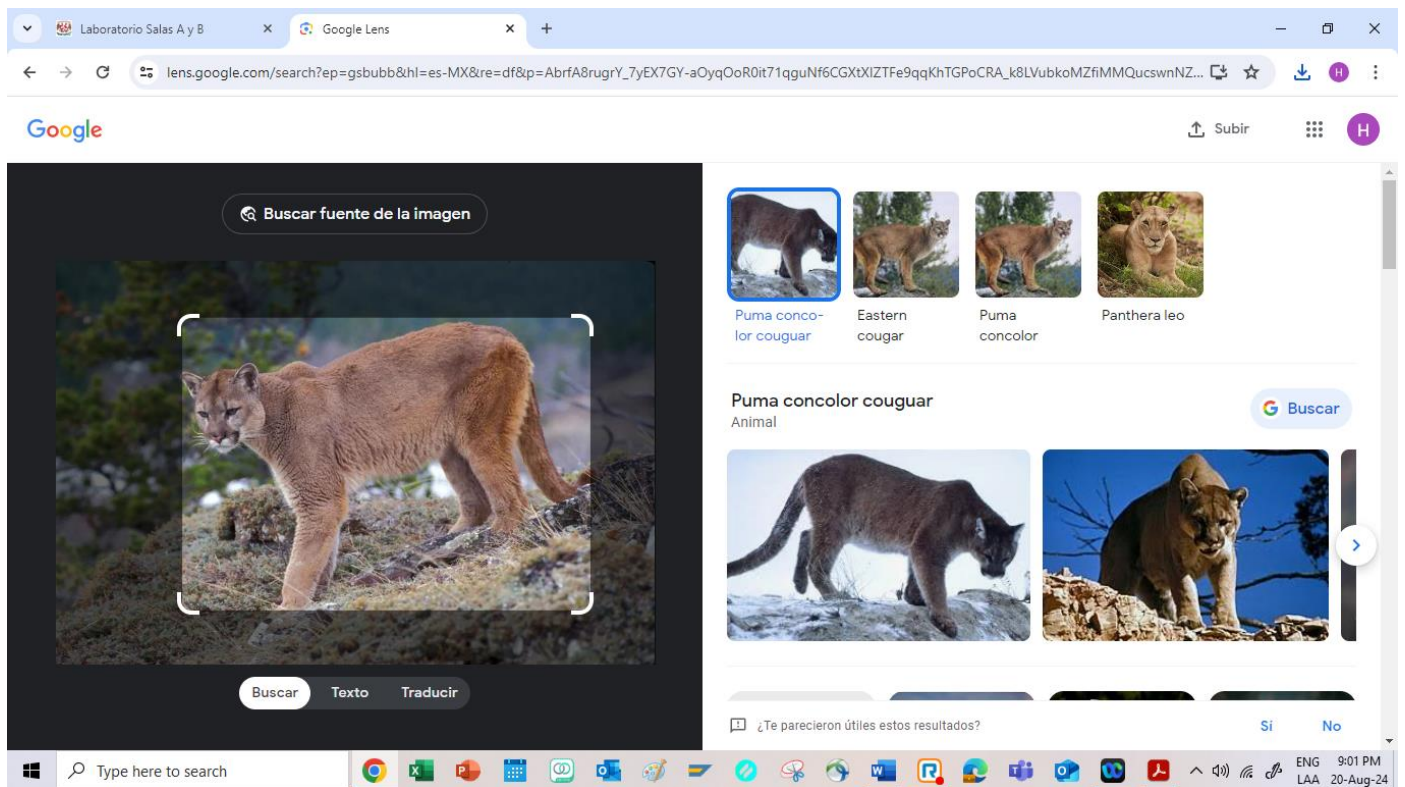 Laboratorio Salas A y B
Google Lens
lens.google.com/search?ep=gsbubb&hl=es-MX&re=df&p=AbrfA8rugrY_7yEX7GY-aOyqOoR0it71qguNf6CGXtXIZTFe9qqKhTGPoCRA_k8LVubkoMZfiMMQucswnNZ...
H
Google
Subir
H
Buscar fuente de la imagen
Puma conco-
lor couguar
Eastern
cougar
Puma
concolor
Panthera leo
Puma concolor couguar
Animal
Buscar
Buscar Texto Traducir
¿Te parecieron útiles estos resultados? Sí No
Type here to search
ENG 9:01 PM
LAA 20-Aug-24